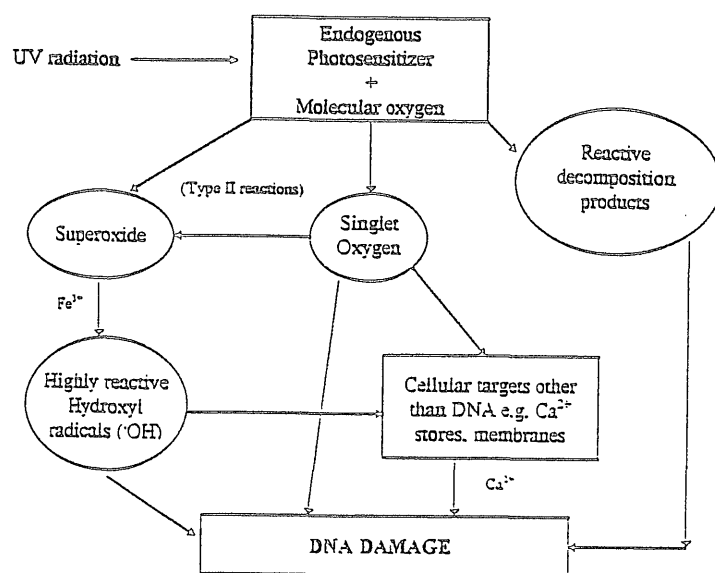 Endogenous
Photosensitizer
+
Molecular oxygen
UV radiation
Reactive
decomposition
products
(Type II reactions)
Superoxide
Singlet
Oxygen
Fe³⁺
Highly reactive
Hydroxyl
radicals (·OH)
Cellular targets other
than DNA e.g. Ca²⁺
stores, membranes
Ca²⁺
DNA DAMAGE